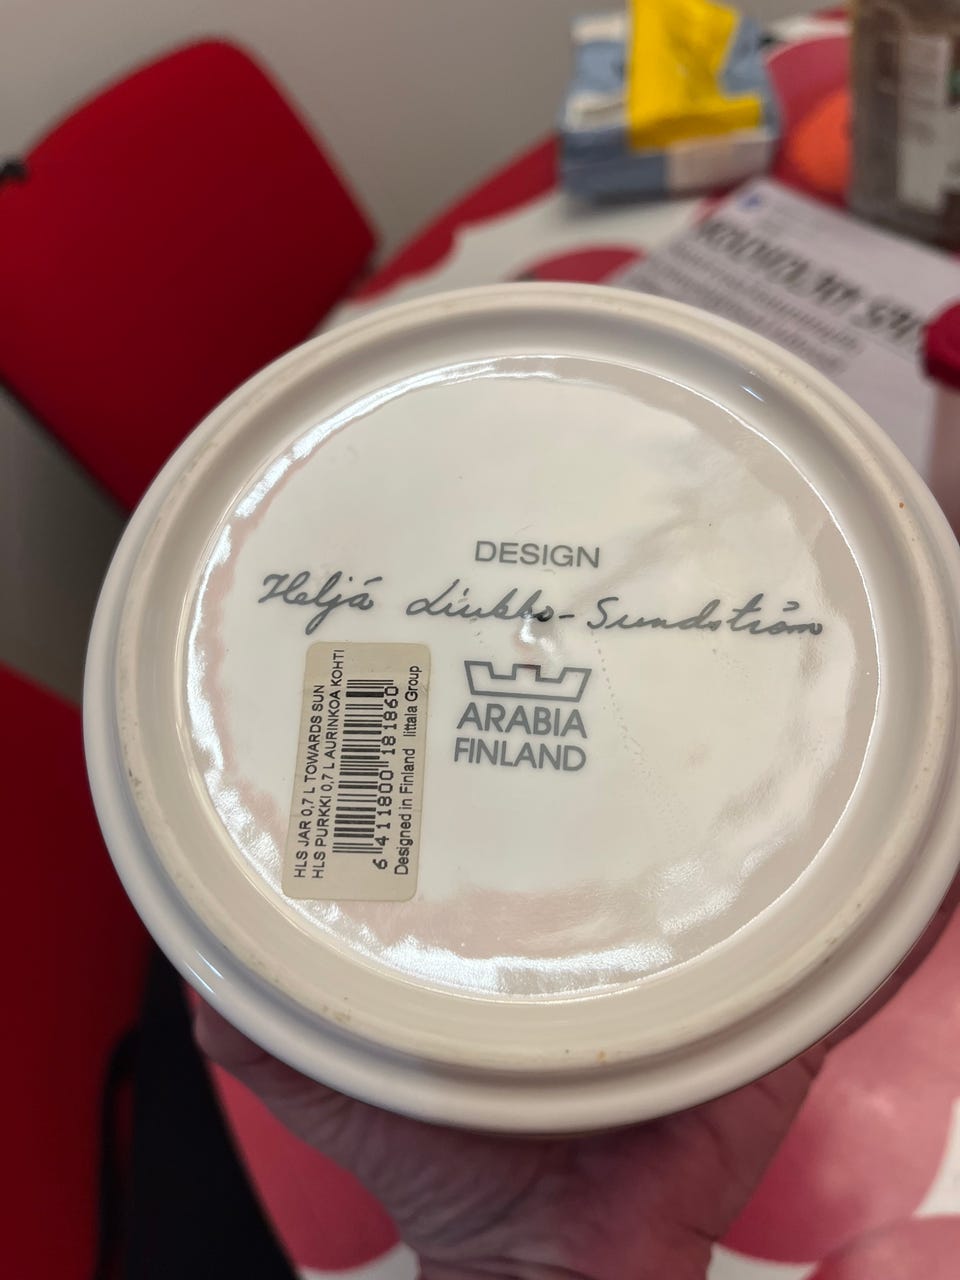 DESIGN
Heljá Liukko-Sundström
ARABIA
FINLAND
HLS JAR 0,7 L TOWARDS SUN
HLS PURKKI 0,7 L AURINKOA KOHTI
6 411800 181860
Designed in Finland Iittala Group